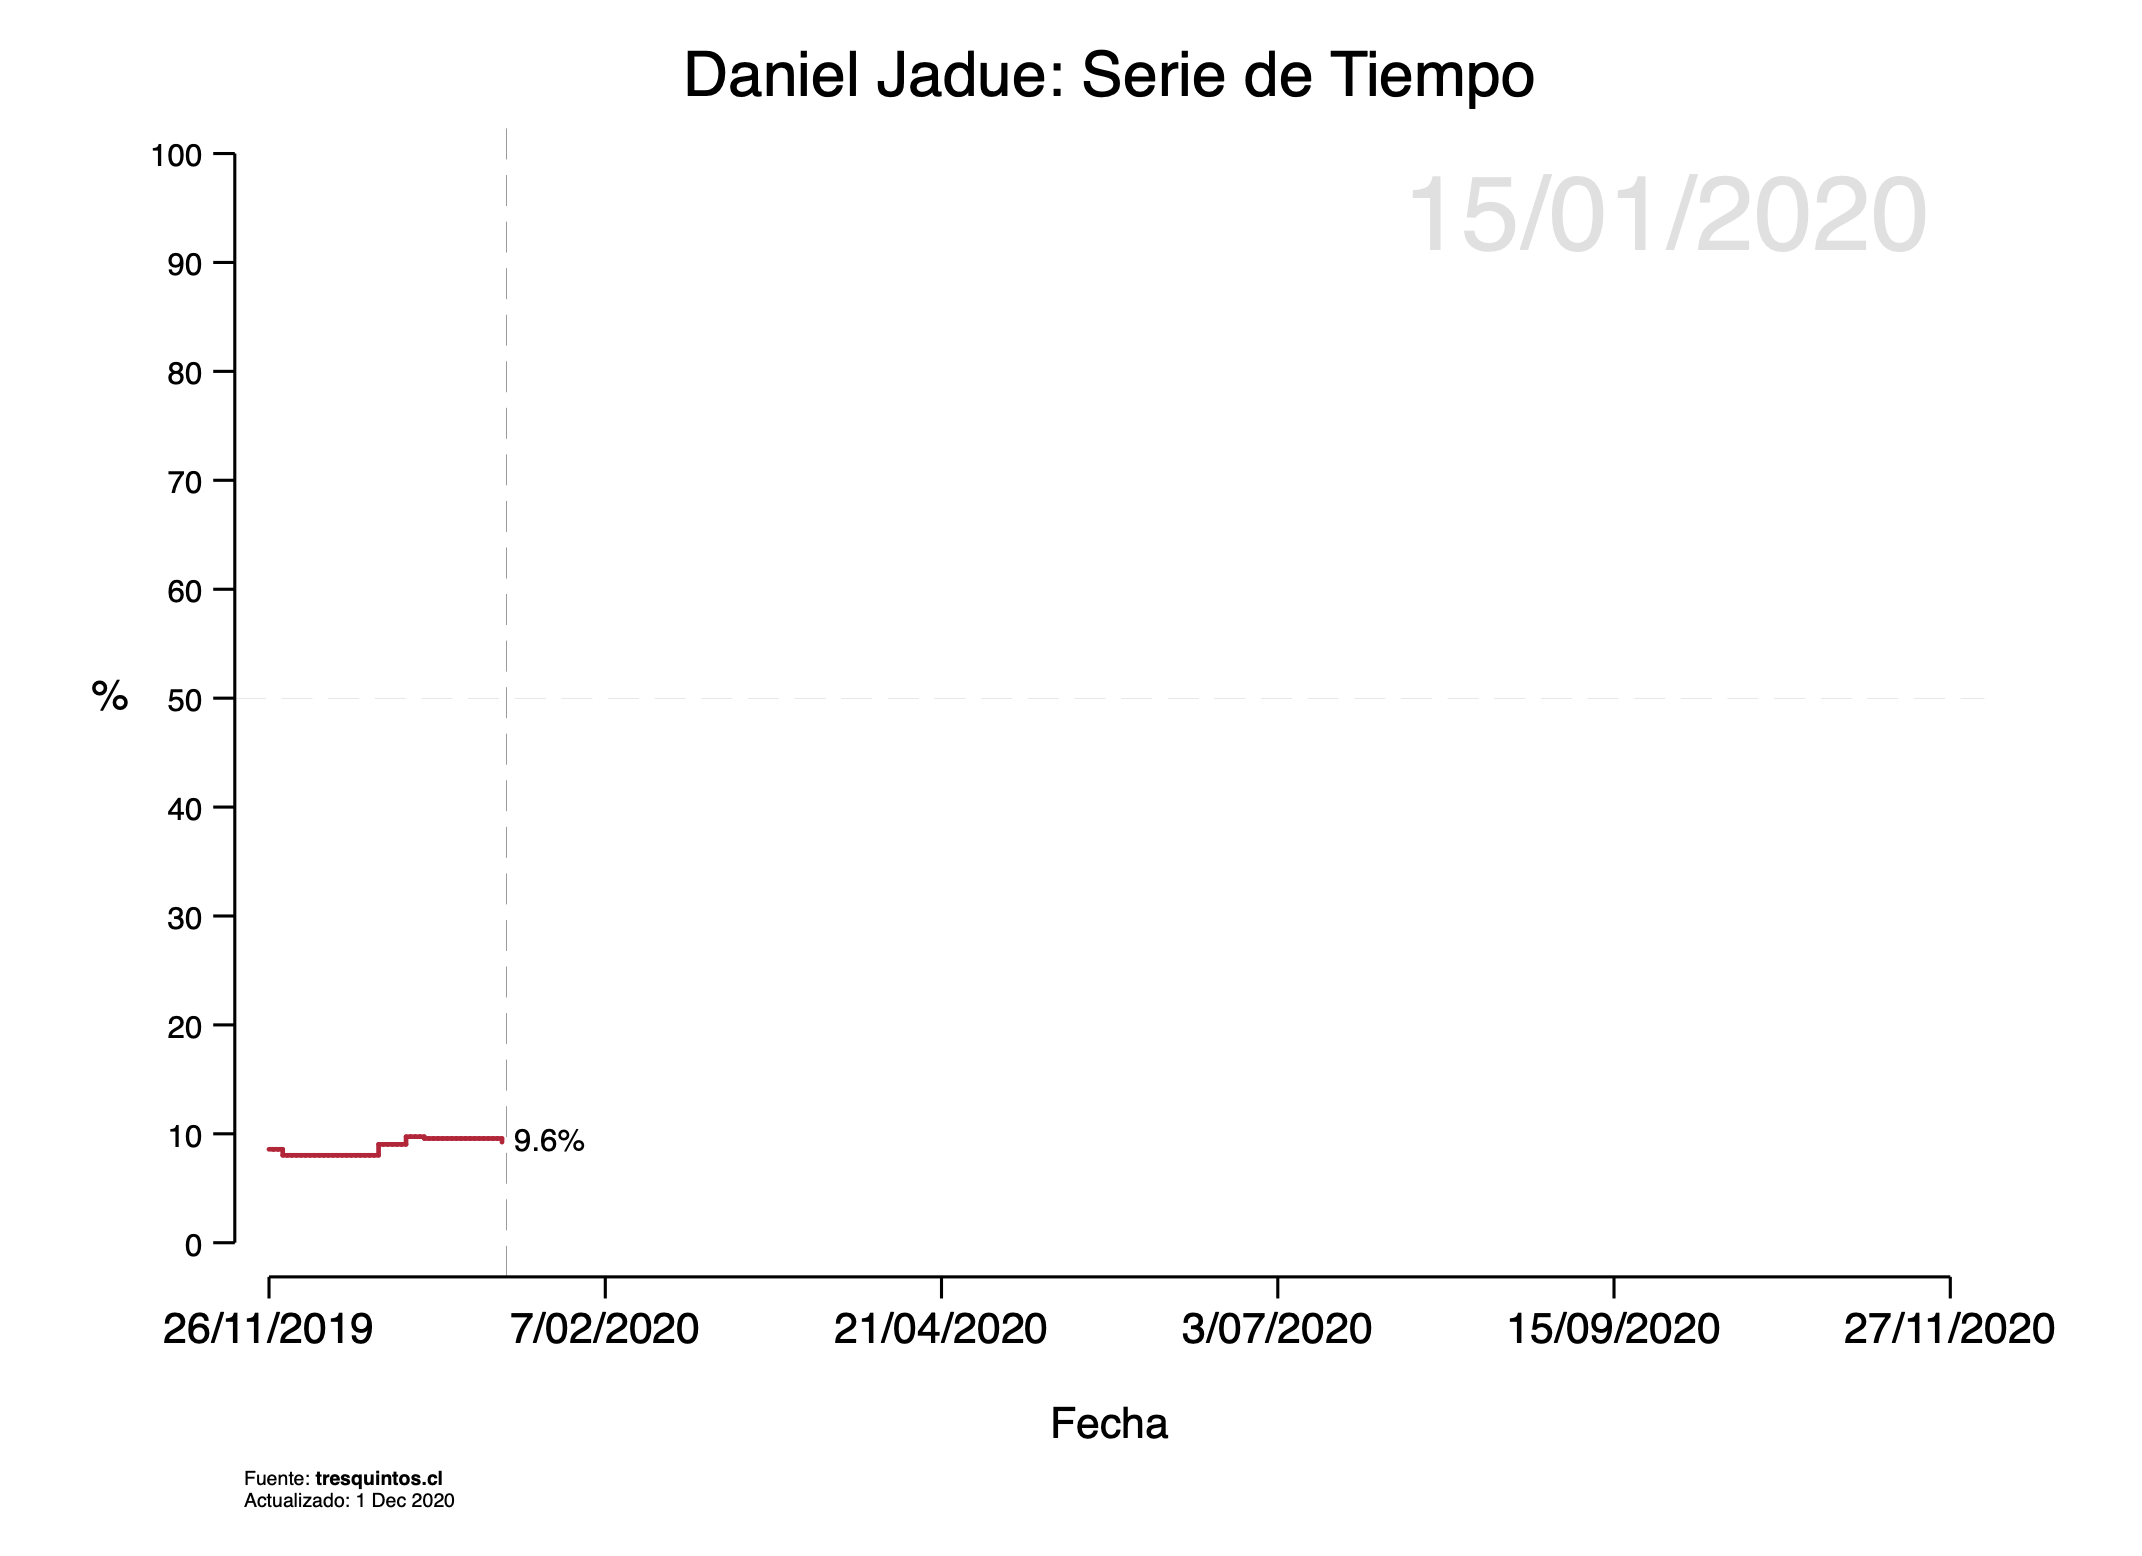 Daniel Jadue: Serie de Tiempo
15/01/2020
100
90
80
70
60
50
40
30
20
10
0
%
9.6%
26/11/2019 7/02/2020 21/04/2020 3/07/2020 15/09/2020 27/11/2020
Fecha
Fuente: tresquintos.cl
Actualizado: 1 Dec 2020